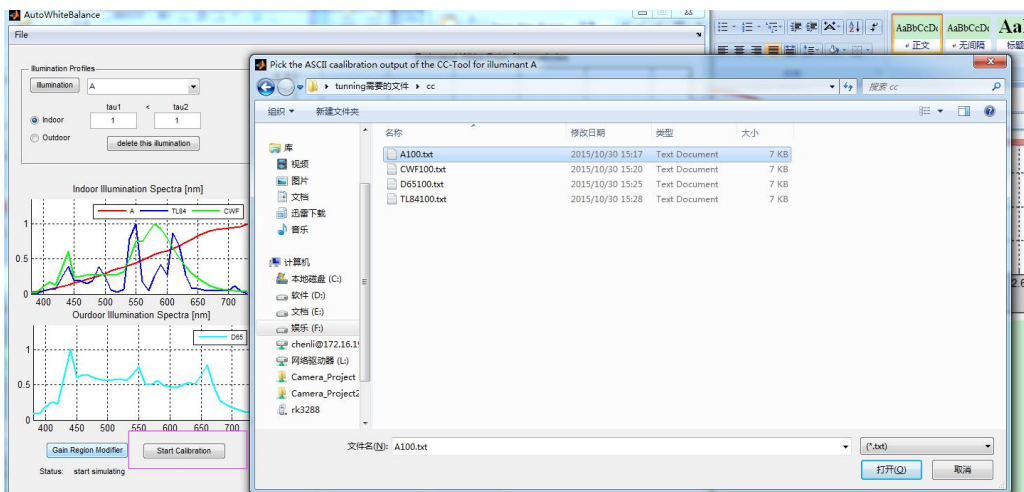 AutoWhiteBalance
File
Illumination Profiles
Illumination
A
tau1 < tau2
Indoor 1 1
Outdoor
delete this illumination
Indoor Illumination Spectra [nm]
A TL84 CWF
1
0.5
0
400 450 500 550 600 650 700
Ourdoor Illumination Spectra [nm]
D65
1
0.5
0
400 450 500 550 600 650 700
Gain Region Modifier
Start Calibration
Status: start simulating
Pick the ASCII caalibration output of the CC-Tool for illuminant A
tunning需要的文件 cc
搜索 cc
组织 新建文件夹
库
视频
图片
文档
迅雷下载
音乐
计算机
本地磁盘 (C:)
软件 (D:)
文档 (E:)
娱乐 (F:)
chenli@172.16.1
网络驱动器 (L:)
Camera_Project
Camera_Project2
rk3288
名称 修改日期 类型 大小
A100.txt 2015/10/30 15:17 Text Document 7 KB
CWF100.txt 2015/10/30 15:20 Text Document 7 KB
D65100.txt 2015/10/30 15:25 Text Document 7 KB
TL84100.txt 2015/10/30 15:28 Text Document 7 KB
文件名(N): A100.txt
(*.txt)
打开(O)
取消
AaBbCcDc AaBbCcDc
正文 无间隔 标题